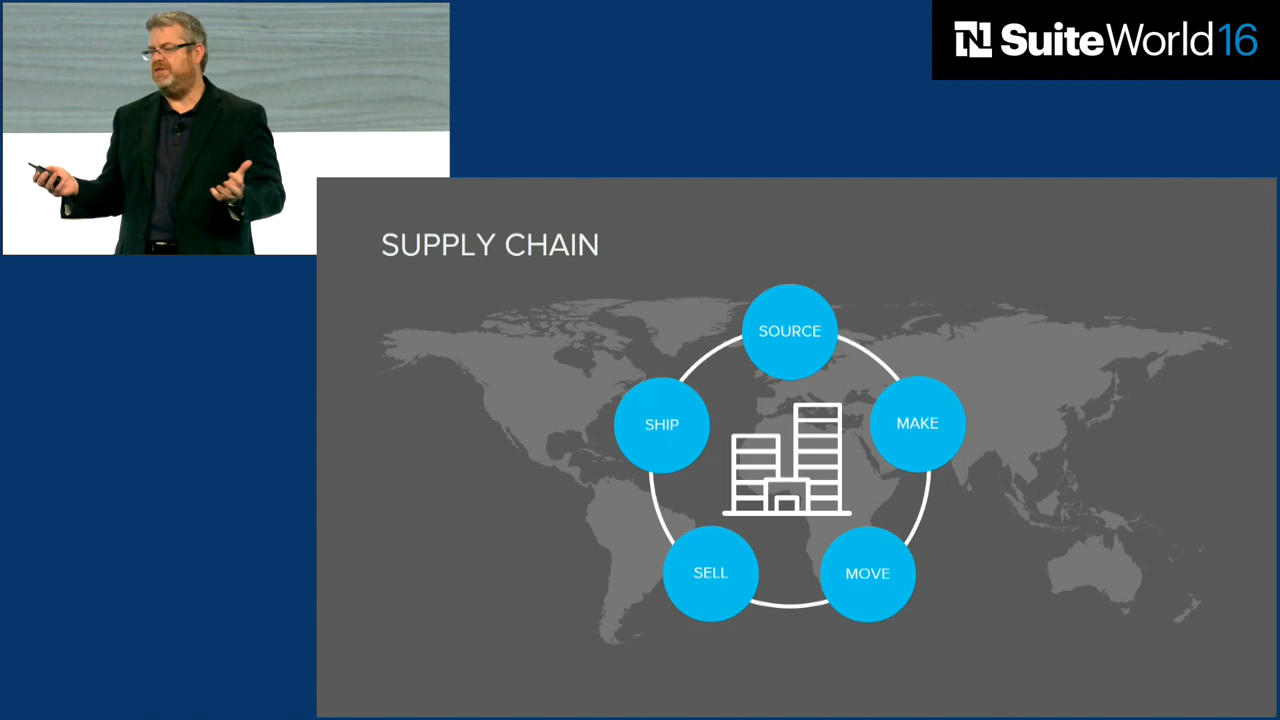 SuiteWorld16
SUPPLY CHAIN
SOURCE
SHIP
MAKE
SELL
MOVE